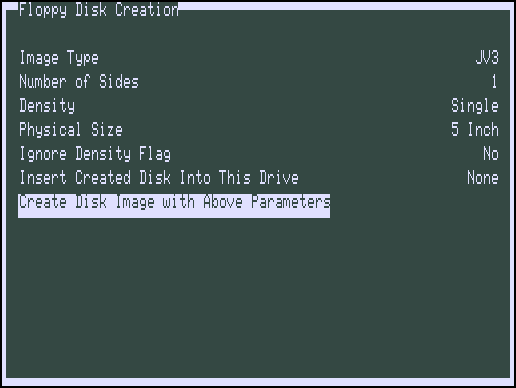 Floppy Disk Creation
Image Type JV3
Number of Sides 1
Density Single
Physical Size 5 Inch
Ignore Density Flag No
Insert Created Disk Into This Drive None
Create Disk Image with Above Parameters